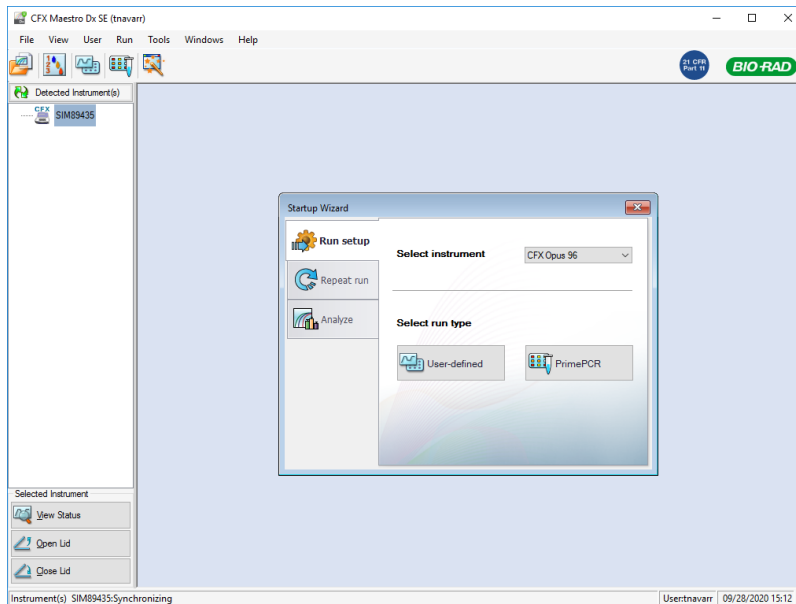 CFX Maestro Dx SE (tnavarr)
File View User Run Tools Windows Help
21 CFR
Part 11
BIO-RAD
Detected Instrument(s)
CFX
SIM89435
Startup Wizard
Run setup
Repeat run
Analyze
Select instrument
CFX Opus 96
Select run type
User-defined
PrimePCR
Selected Instrument
View Status
Open Lid
Close Lid
Instrument(s) SIM89435:Synchronizing
User:tnavarr 09/28/2020 15:12